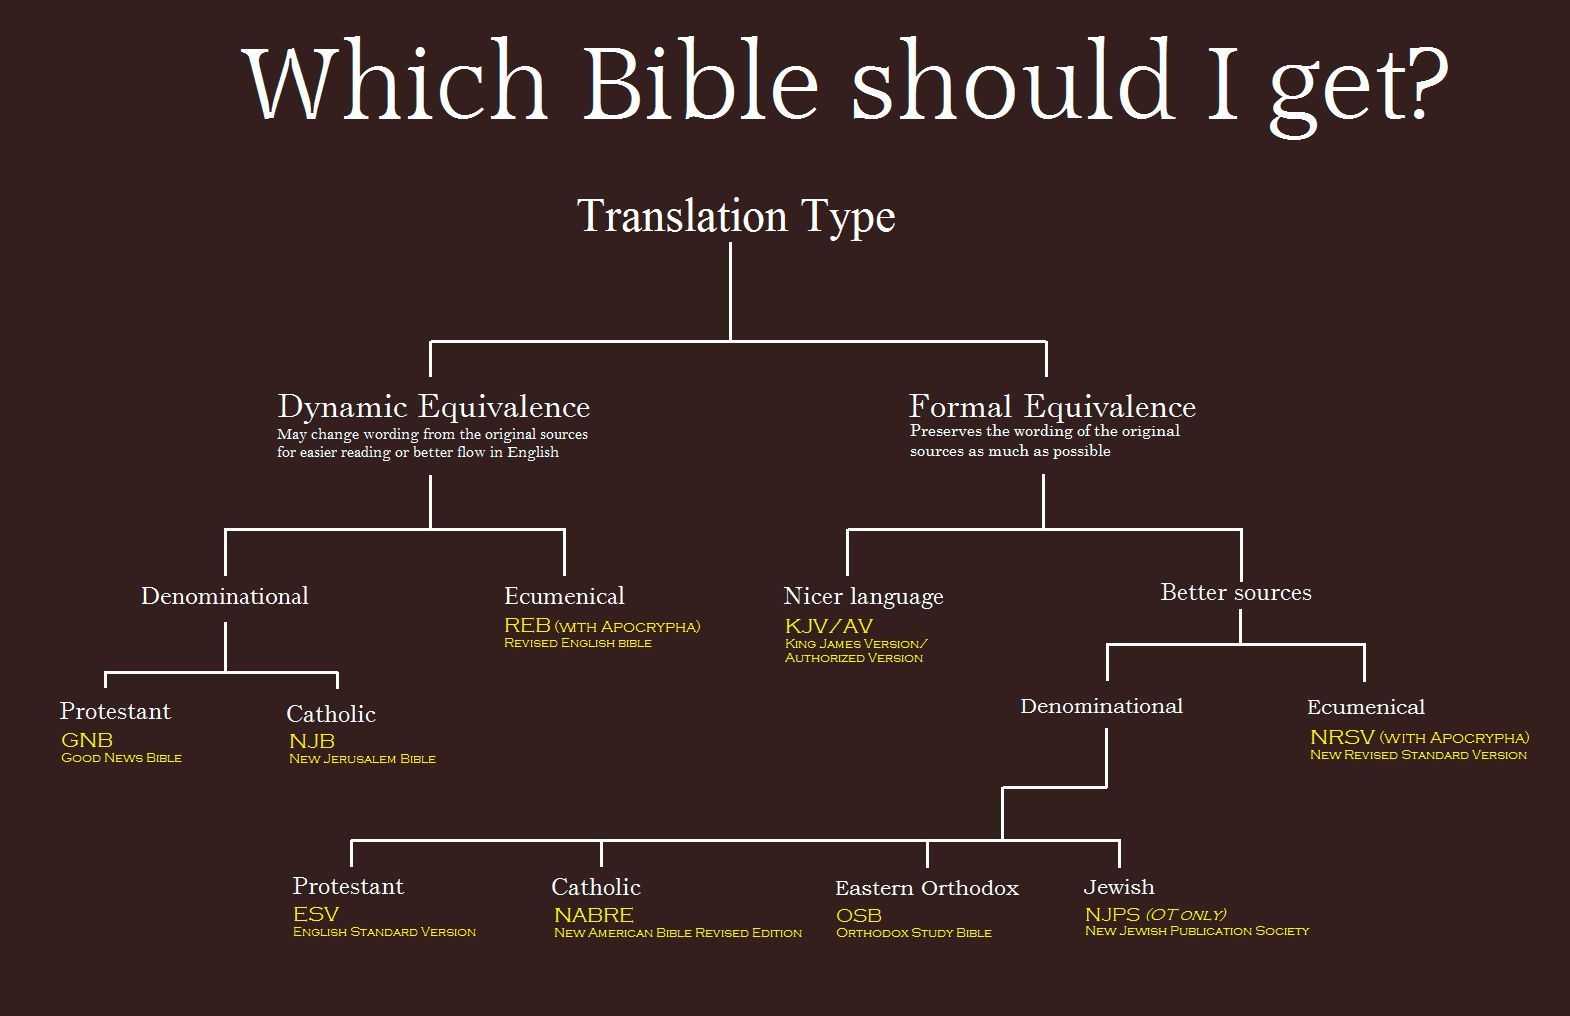 Which Bible should I get?
Translation Type
Dynamic Equivalence
May change wording from the original sources
for easier reading or better flow in English
Formal Equivalence
Preserves the wording of the original
sources as much as possible
Denominational
Ecumenical
REB (with Apocrypha)
Revised English bible
Nicer language
KJV/AV
King James Version/
Authorized Version
Better sources
Protestant
GNB
Good News Bible
Catholic
NJB
New Jerusalem Bible
Denominational
Ecumenical
NRSV (with Apocrypha)
New Revised Standard Version
Protestant
ESV
English Standard Version
Catholic
NABRE
New American Bible Revised Edition
Eastern Orthodox
OSB
Orthodox Study Bible
Jewish
NJPS (OT only)
New Jewish Publication Society